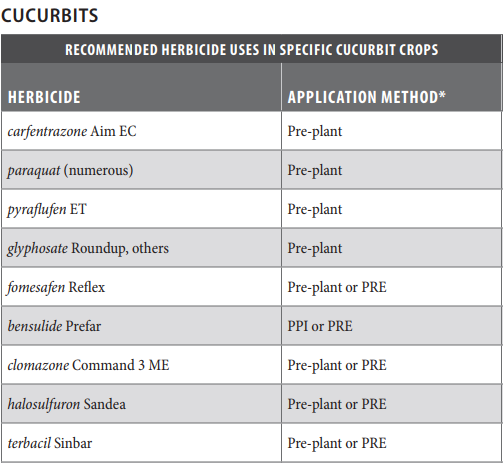 CUCURBITS
RECOMMENDED HERBICIDE USES IN SPECIFIC CUCURBIT CROPS
HERBICIDE APPLICATION METHOD*
carfentrazone Aim EC Pre-plant
paraquat (numerous) Pre-plant
pyraflufen ET Pre-plant
glyphosate Roundup, others Pre-plant
fomesafen Reflex Pre-plant or PRE
bensulide Prefar PPI or PRE
clomazone Command 3 ME Pre-plant or PRE
halosulfuron Sandea Pre-plant or PRE
terbacil Sinbar Pre-plant or PRE